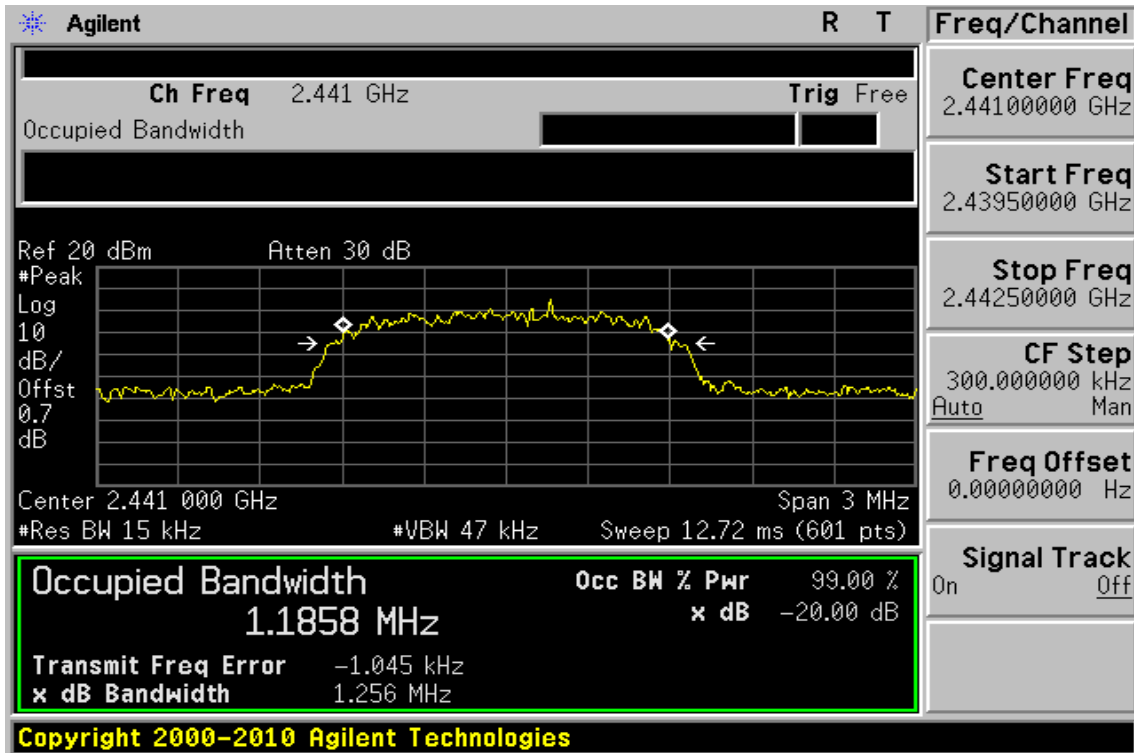 Agilent R T
Freq/Channel
Ch Freq 2.441 GHz Trig Free
Occupied Bandwidth
Center Freq
2.44100000 GHz
Start Freq
2.43950000 GHz
Stop Freq
2.44250000 GHz
CF Step
300.000000 kHz
Auto Man
Freq Offset
0.00000000 Hz
Signal Track
On Off
Ref 20 dBm Atten 30 dB
#Peak
Log
10
dB/
Offst
0.7
dB
Center 2.441 000 GHz Span 3 MHz
#Res BW 15 kHz #VBW 47 kHz Sweep 12.72 ms (601 pts)
Occupied Bandwidth Occ BW % Pwr 99.00 %
1.1858 MHz x dB -20.00 dB
Transmit Freq Error -1.045 kHz
x dB Bandwidth 1.256 MHz
Copyright 2000-2010 Agilent Technologies